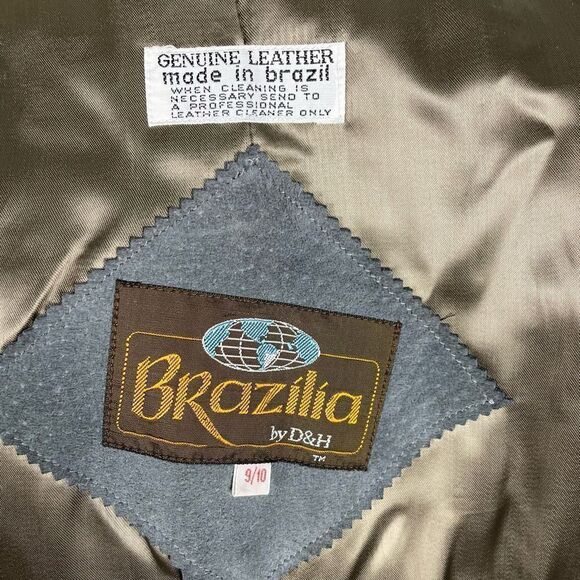 GENUINE LEATHER
made in brazil
WHEN CLEANING IS
NECESSARY SEND TO
A PROFESSIONAL
LEATHER CLEANER ONLY
BRazilia
by D&H
TM
9/10